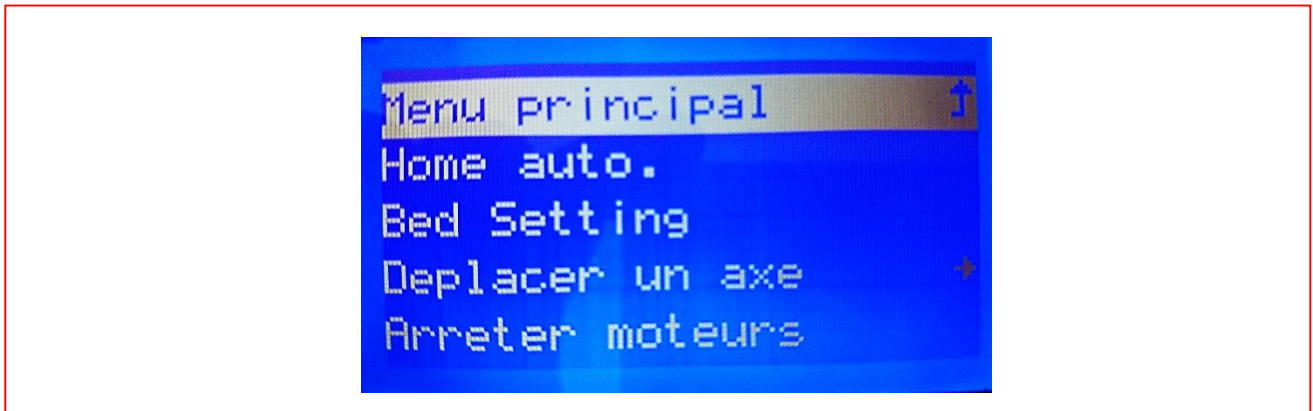 Menu principal
Home auto.
Bed Setting
Deplacer un axe
Arreter moteurs